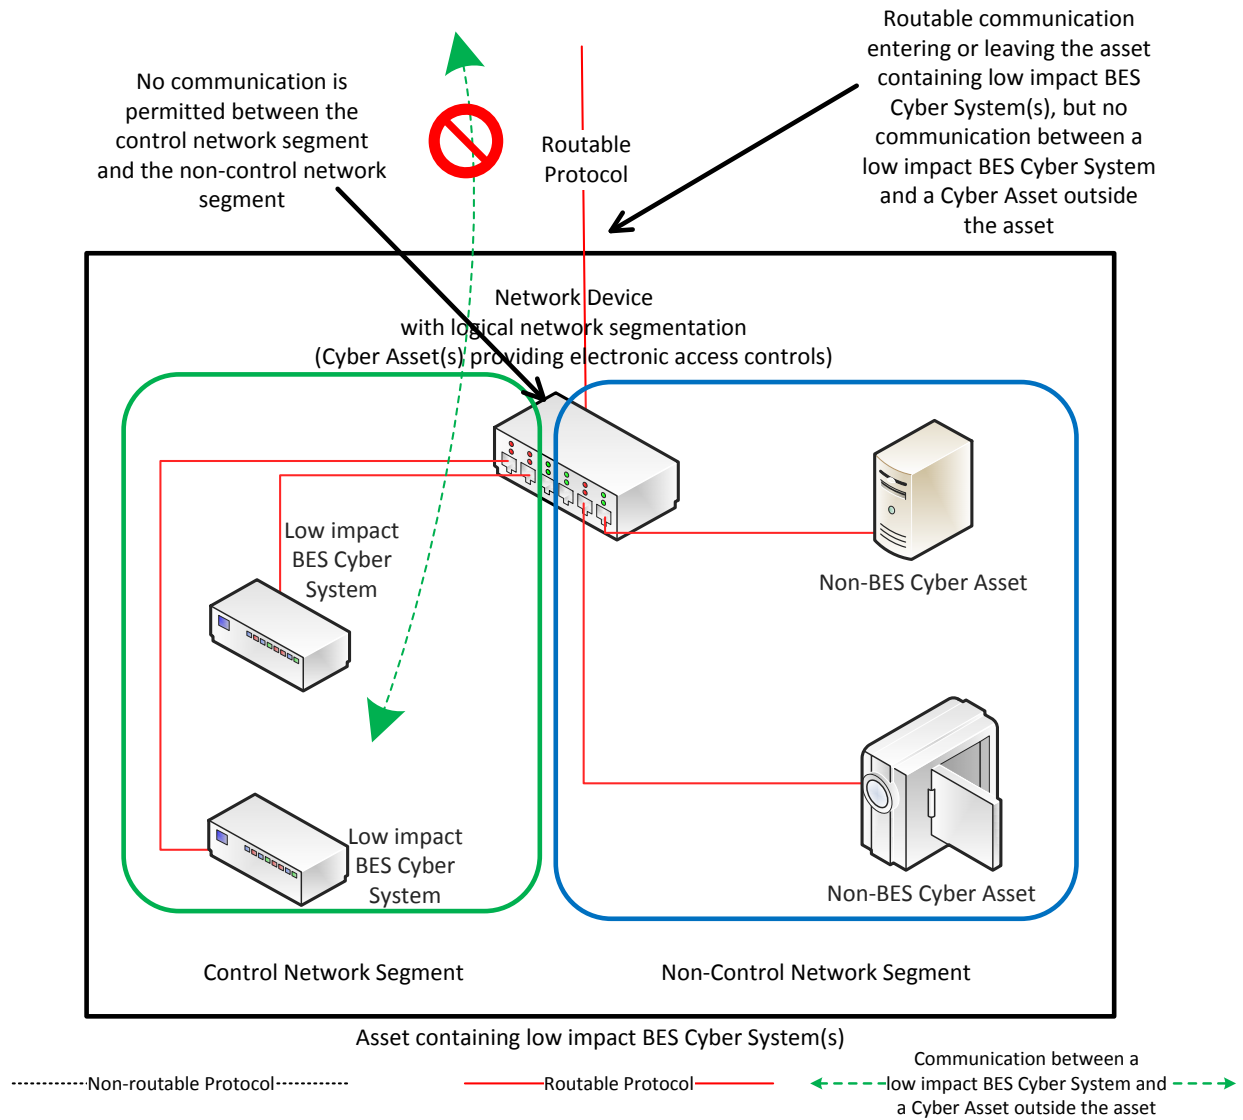 No communication is
permitted between the
control network segment
and the non-control network
segment
Routable
Protocol
Routable communication
entering or leaving the asset
containing low impact BES
Cyber System(s), but no
communication between a
low impact BES Cyber System
and a Cyber Asset outside
the asset
Network Device
with logical network segmentation
(Cyber Asset(s) providing electronic access controls)
Low impact
BES Cyber
System
Non-BES Cyber Asset
Low impact
BES Cyber
System
Non-BES Cyber Asset
Control Network Segment
Non-Control Network Segment
Asset containing low impact BES Cyber System(s)
Non-routable Protocol
Routable Protocol
Communication between a
low impact BES Cyber System and
a Cyber Asset outside the asset